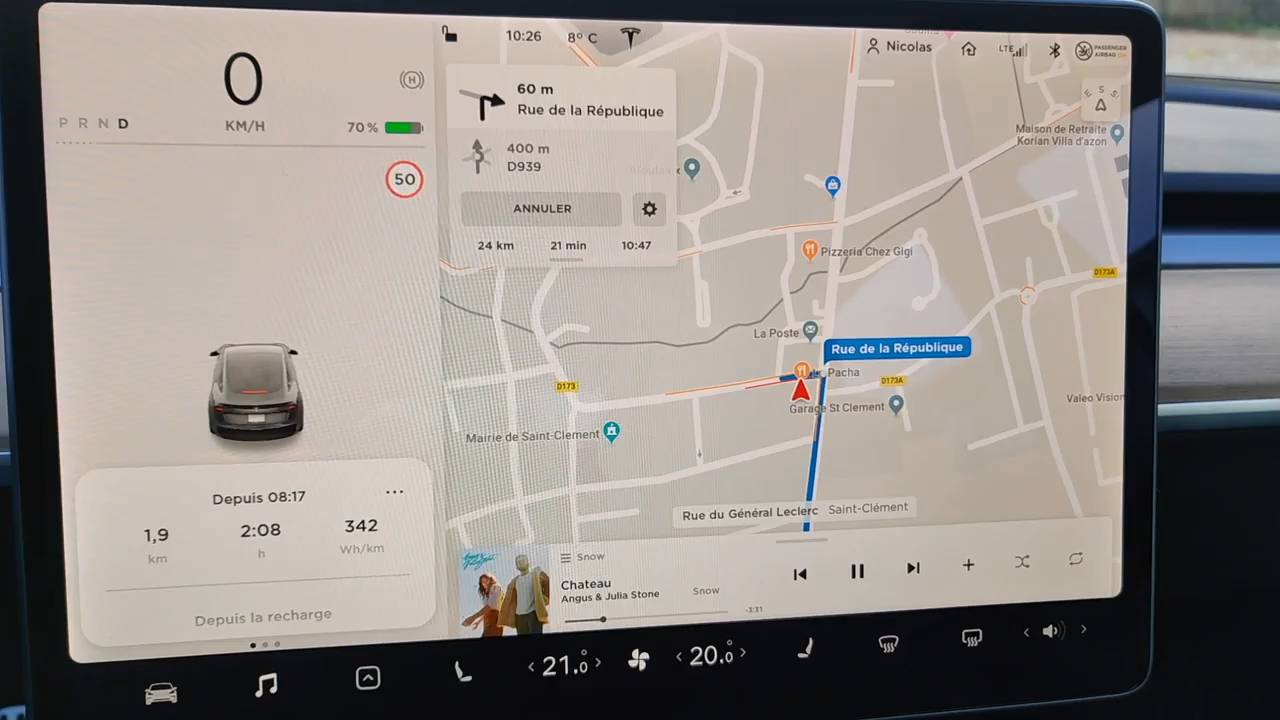 0
KM/H
P R N D
70 %
50
10:26
8° C
Nicolas
LTE
PASSENGER
AIRBAG
60 m
Rue de la République
400 m
D939
ANNULER
24 km 21 min 10:47
E S S
Maison de Retraite
Korian Villa d'azon
Pizzeria Chez Gigi
D173A
La Poste
Rue de la République
Pacha
D173
D173A
Garage St Clement
Valeo Vision
Mairie de Saint-Clement
Rue du Général Leclerc Saint-Clément
Depuis 08:17
...
1,9 2:08 342
km h Wh/km
Depuis la recharge
Snow
Chateau
Angus & Julia Stone
Snow
-3:31
21.0
20.0